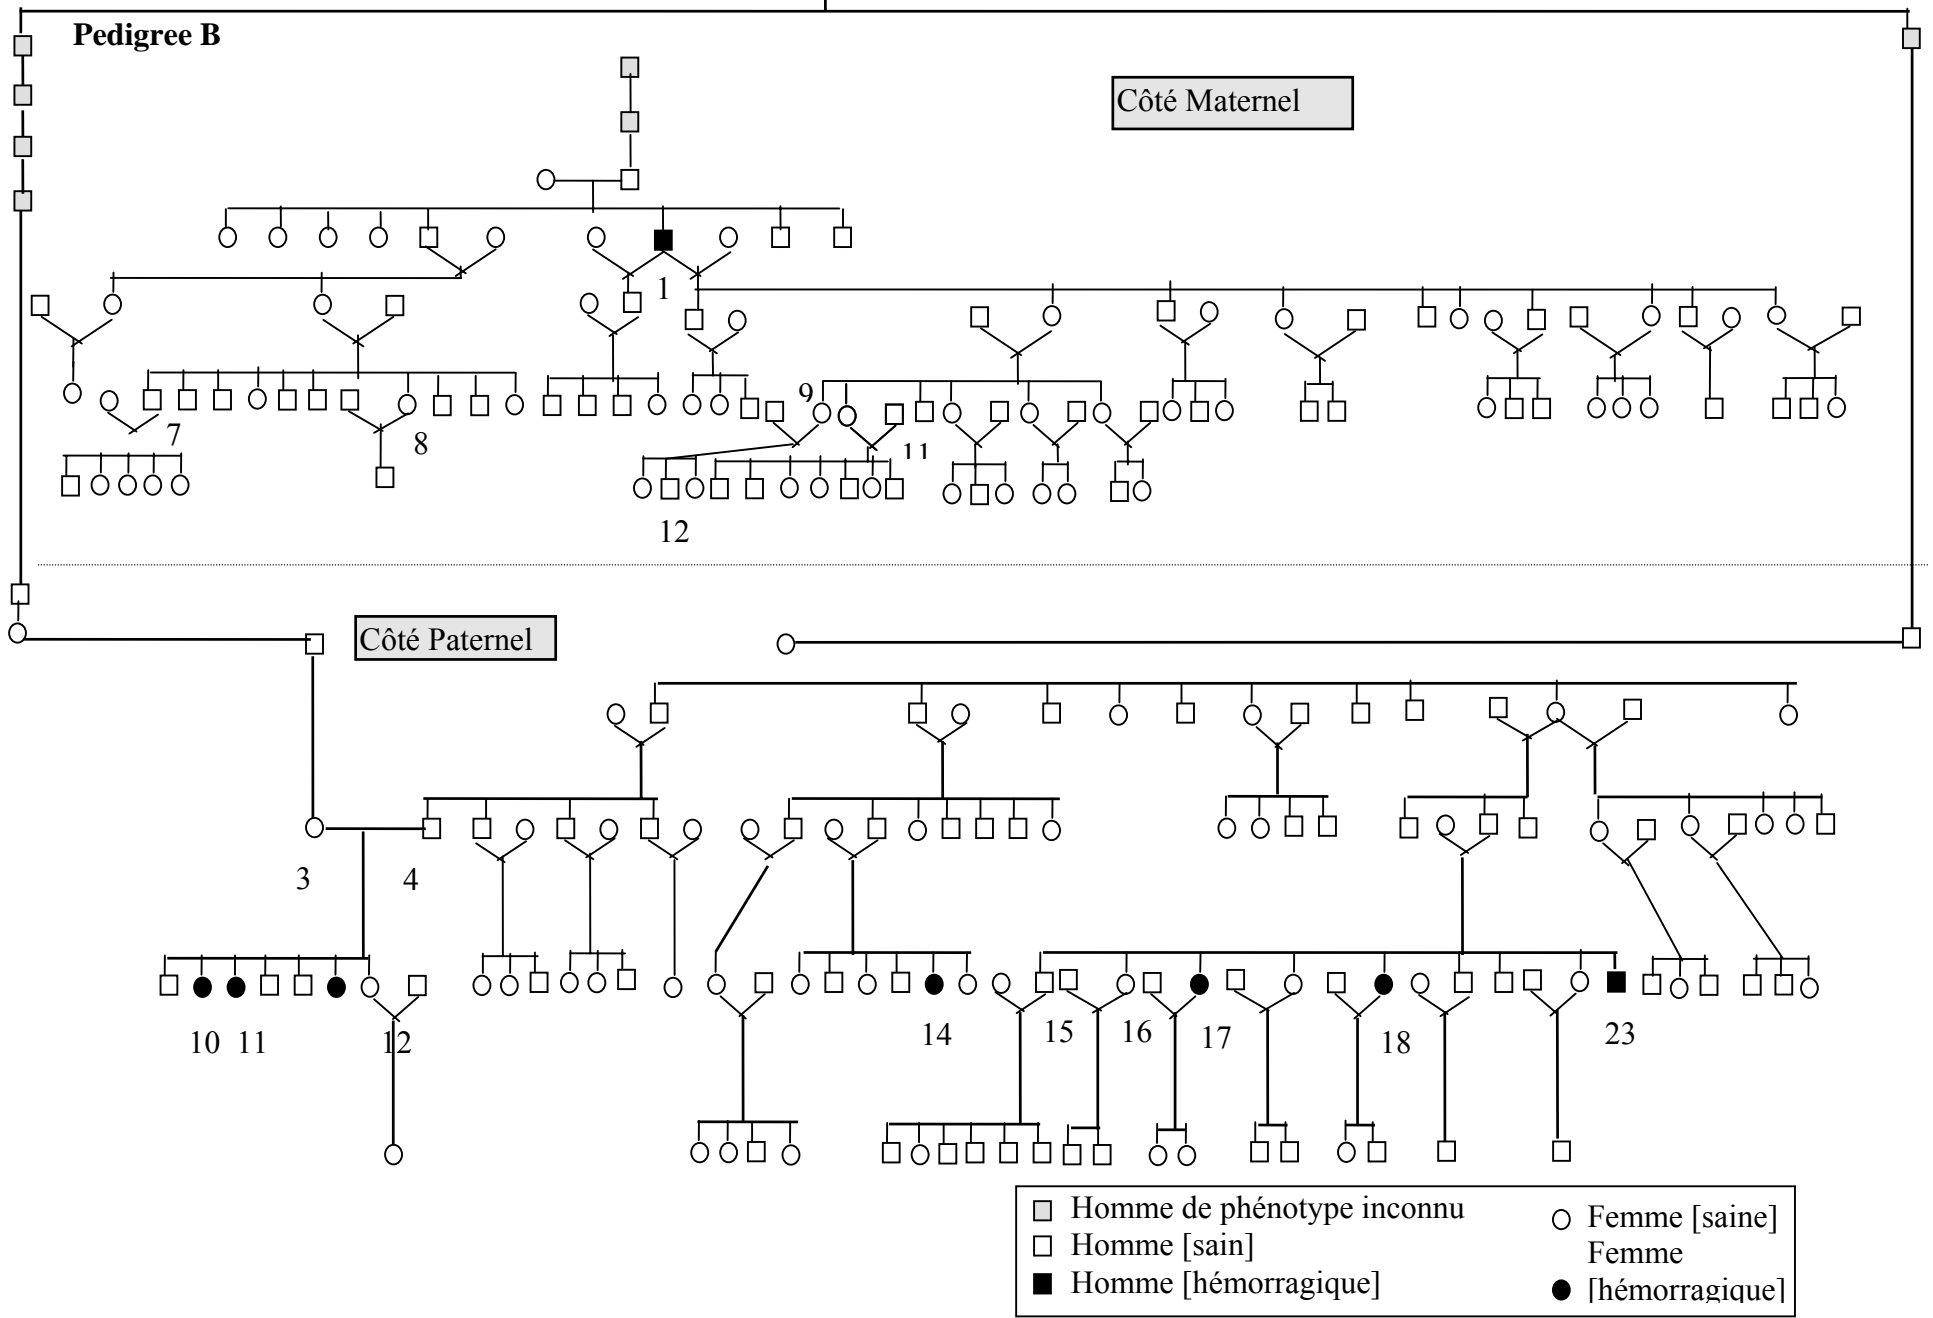 Pedigree B
Côté Maternel
1
9
7
8
11
12
Côté Paternel
3
4
10
11
12
14
15
16
17
18
23
Homme de phénotype inconnu
Homme [sain]
Homme [hémorragique]
Femme [saine]
Femme
[hémorragique]